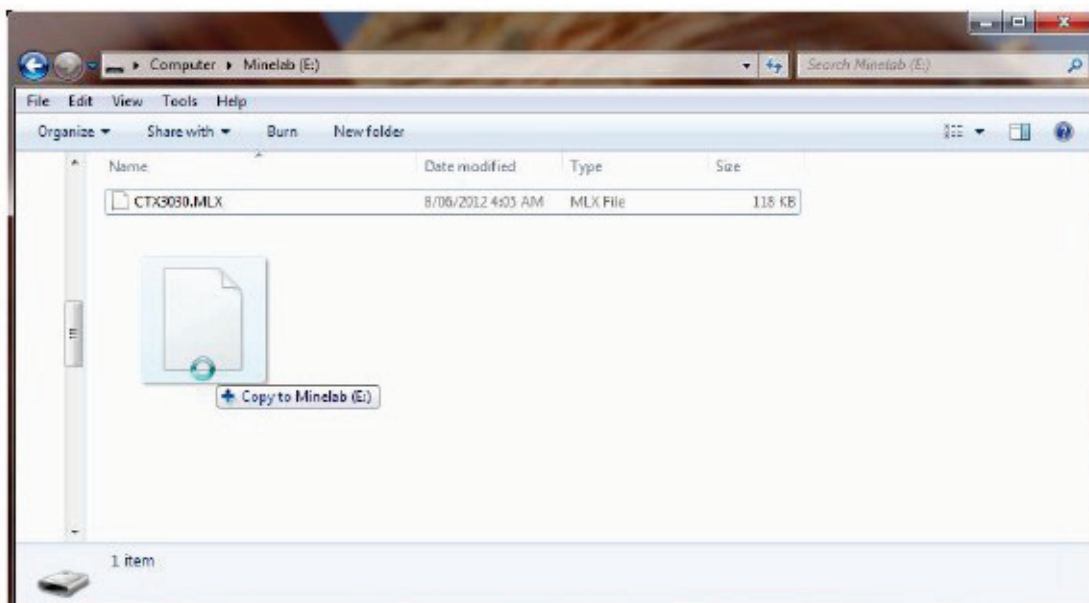 Computer Minelab (E:) Search Minelab (E:)
File Edit View Tools Help
Organize Share with Burn New folder
Name Date modified Type Size
CTX3030.MLX 8/06/2012 4:05 AM MLX File 118 KB
Copy to Minelab (E:)
1 item